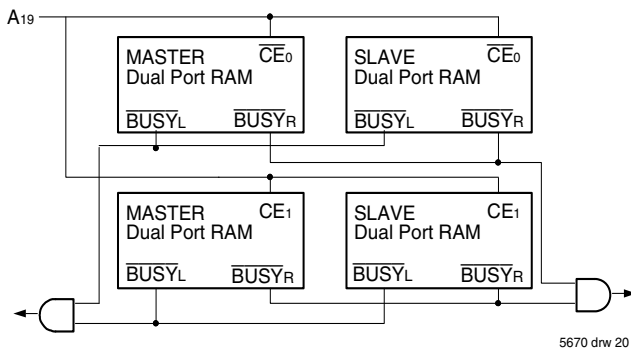 A19
MASTER
Dual Port RAM
CE0
BUSYL BUSYR
SLAVE
Dual Port RAM
CE0
BUSYL BUSYR
MASTER
Dual Port RAM
CE1
BUSYL BUSYR
SLAVE
Dual Port RAM
CE1
BUSYL BUSYR
5670 drw 20